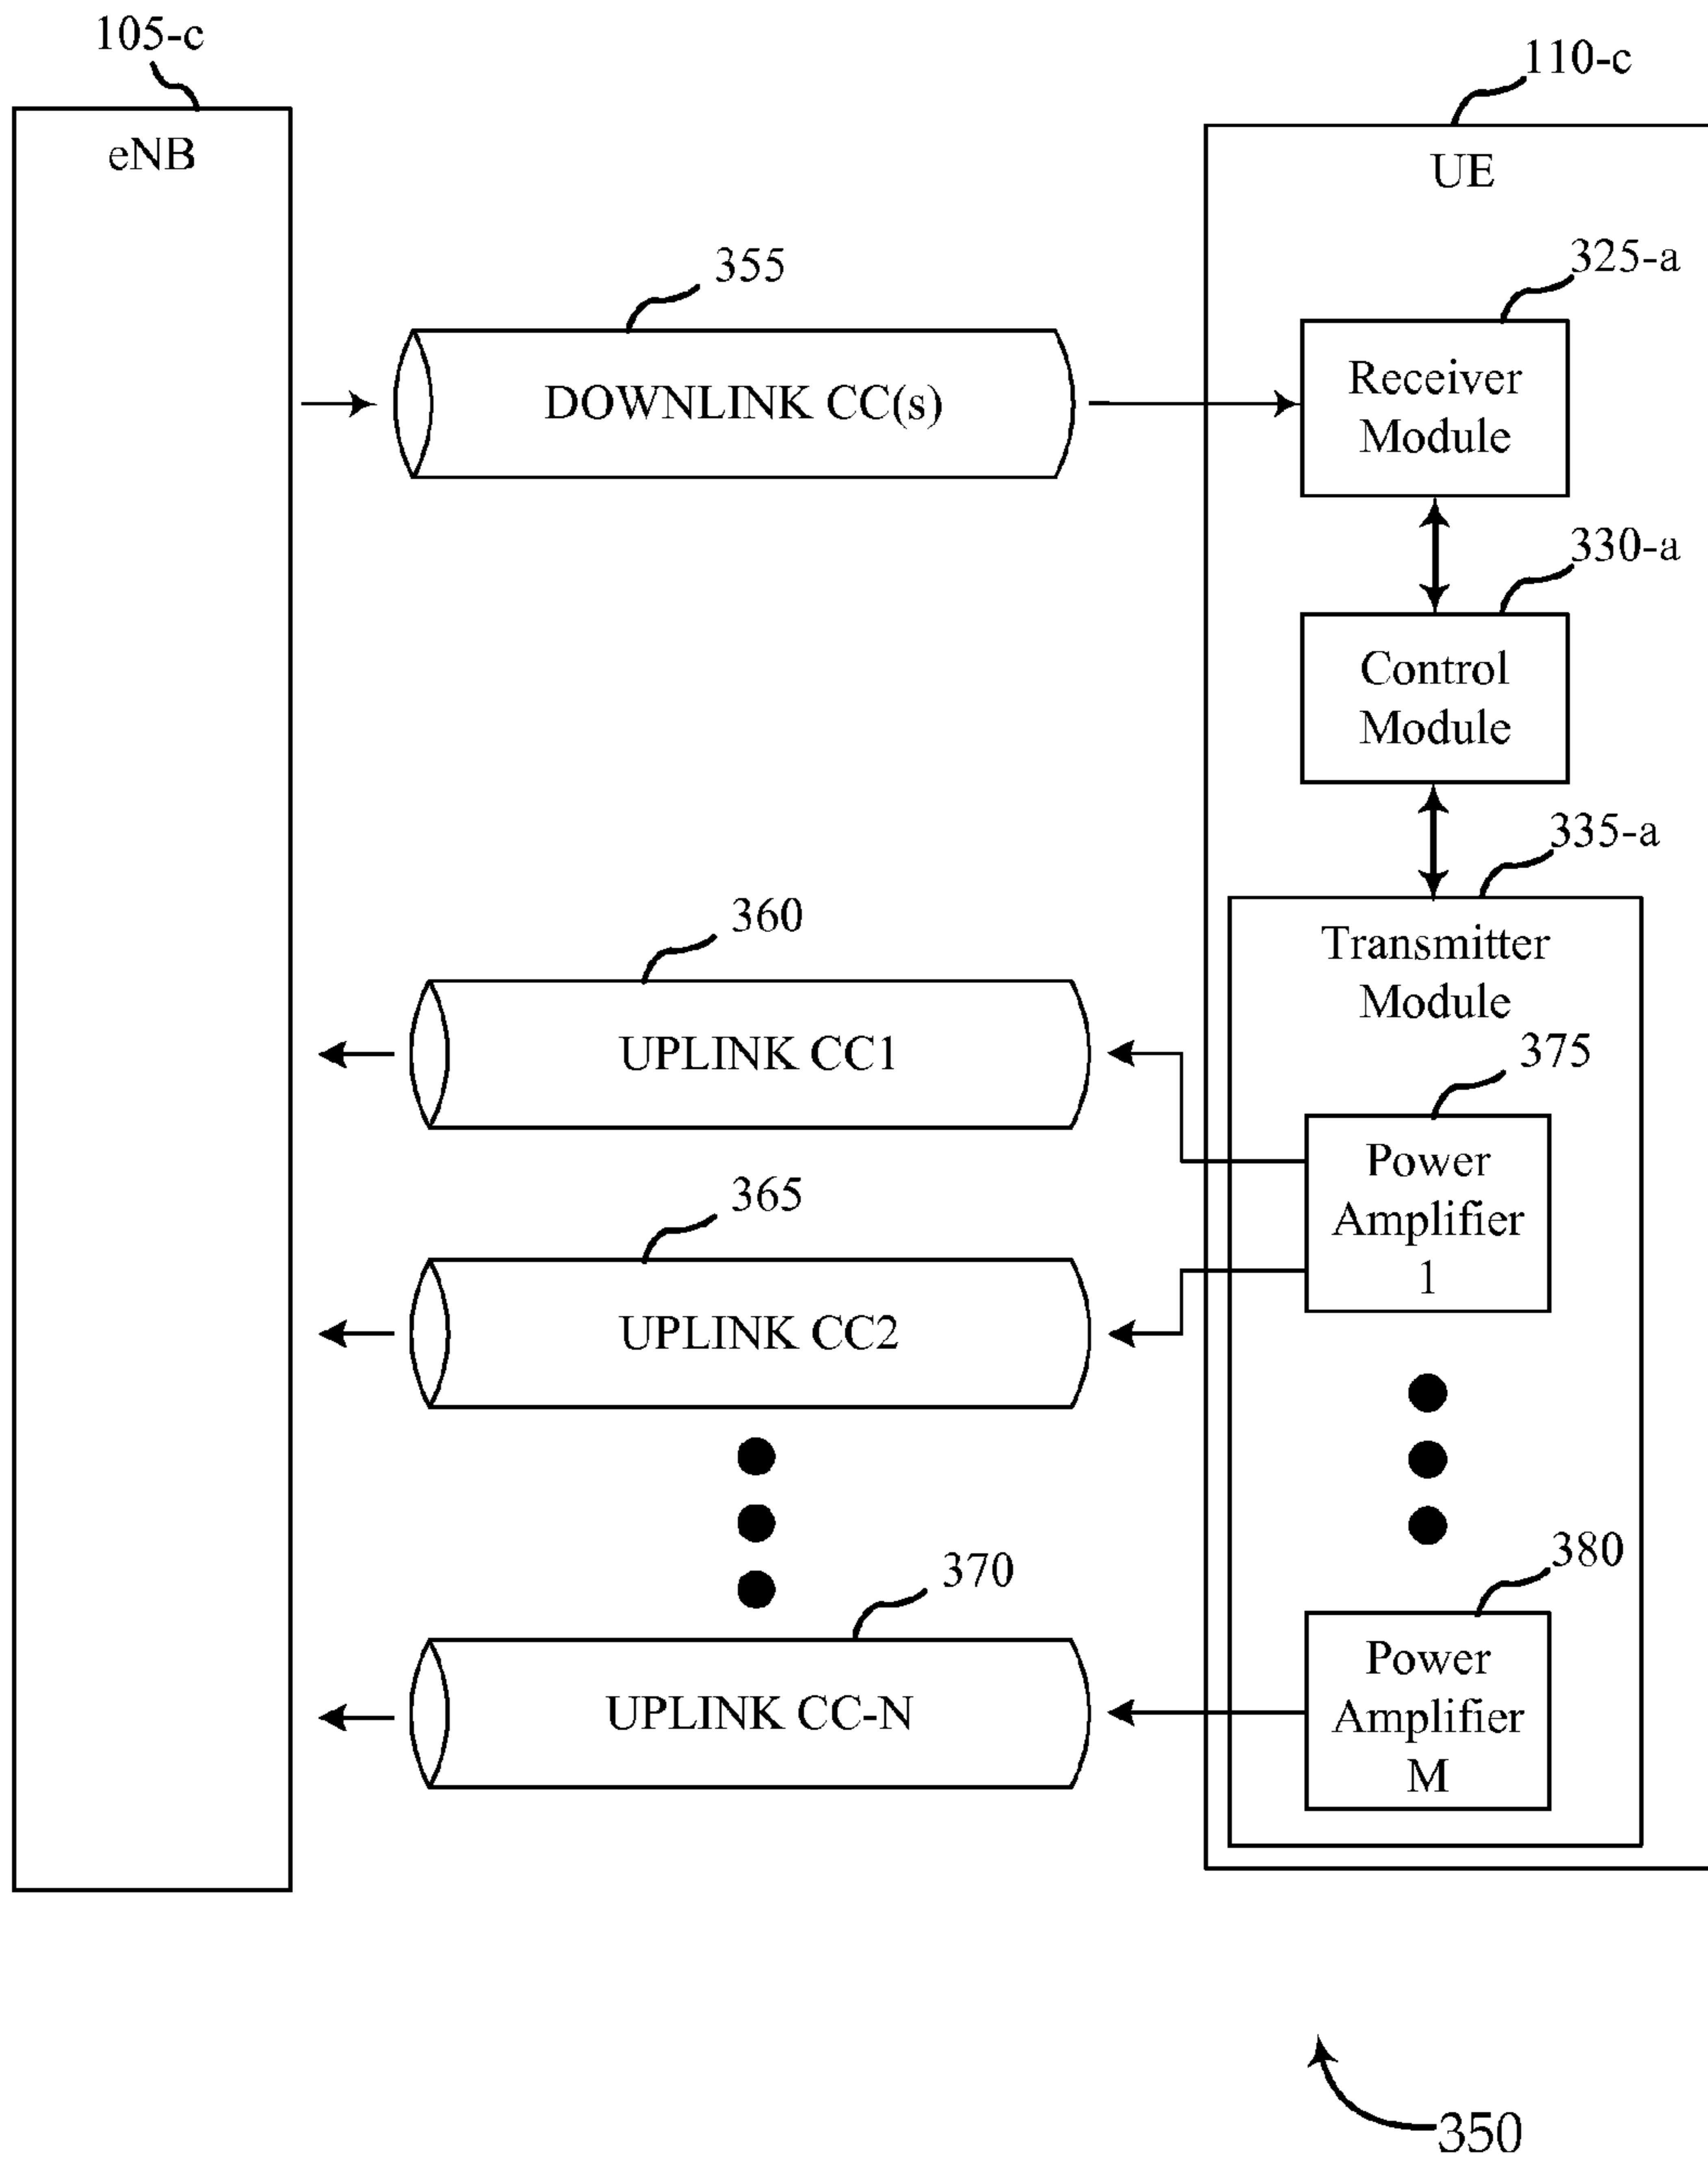 105-c
110-c
eNB
UE
355
325-a
DOWNLINK CC(s)
Receiver
Module
330-a
Control
Module
335-a
360
Transmitter
Module
UPLINK CC1
375
Power
Amplifier
1
365
UPLINK CC2
380
370
Power
Amplifier
M
UPLINK CC-N
350